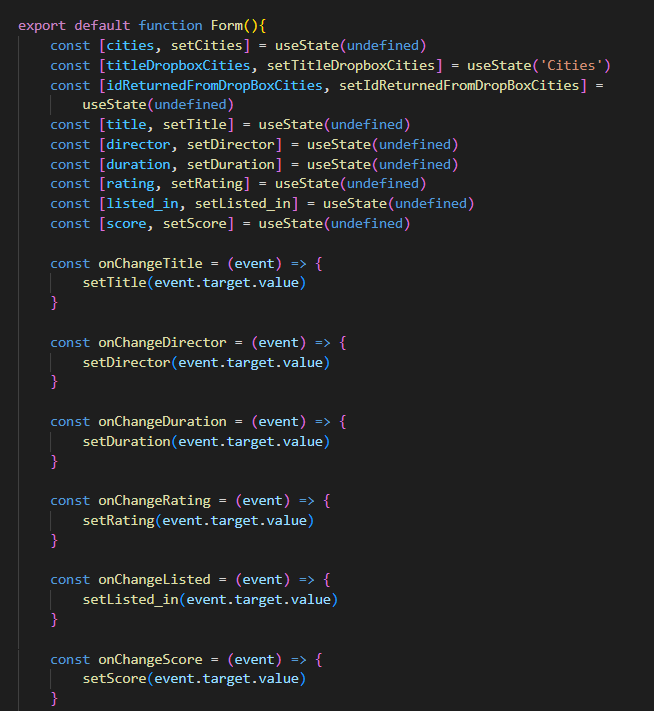 export default function Form(){
const [cities, setCities] = useState(undefined)
const [titleDropboxCities, setTitleDropboxCities] = useState('Cities')
const [idReturnedFromDropBoxCities, setIdReturnedFromDropBoxCities] =
useState(undefined)
const [title, setTitle] = useState(undefined)
const [director, setDirector] = useState(undefined)
const [duration, setDuration] = useState(undefined)
const [rating, setRating] = useState(undefined)
const [listed_in, setListed_in] = useState(undefined)
const [score, setScore] = useState(undefined)
const onChangeTitle = (event) => {
setTitle(event.target.value)
}
const onChangeDirector = (event) => {
setDirector(event.target.value)
}
const onChangeDuration = (event) => {
setDuration(event.target.value)
}
const onChangeRating = (event) => {
setRating(event.target.value)
}
const onChangeListed = (event) => {
setListed_in(event.target.value)
}
const onChangeScore = (event) => {
setScore(event.target.value)
}